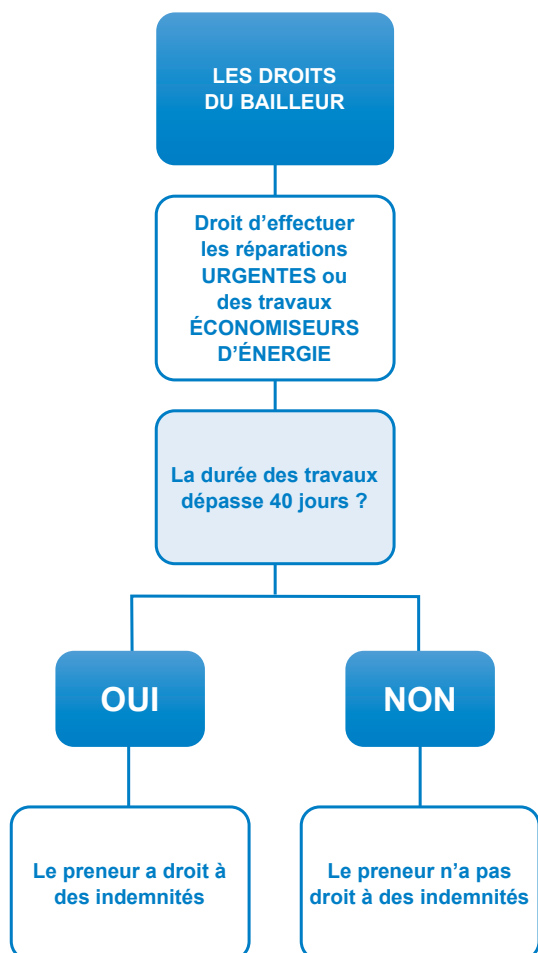 LES DROITS
DU BAILLEUR
Droit d’effectuer
les réparations
URGENTES ou
des travaux
ÉCONOMISEURS
D’ÉNERGIE
La durée des travaux
dépasse 40 jours ?
OUI
NON
Le preneur a droit à
des indemnités
Le preneur n’a pas
droit à des indemnités